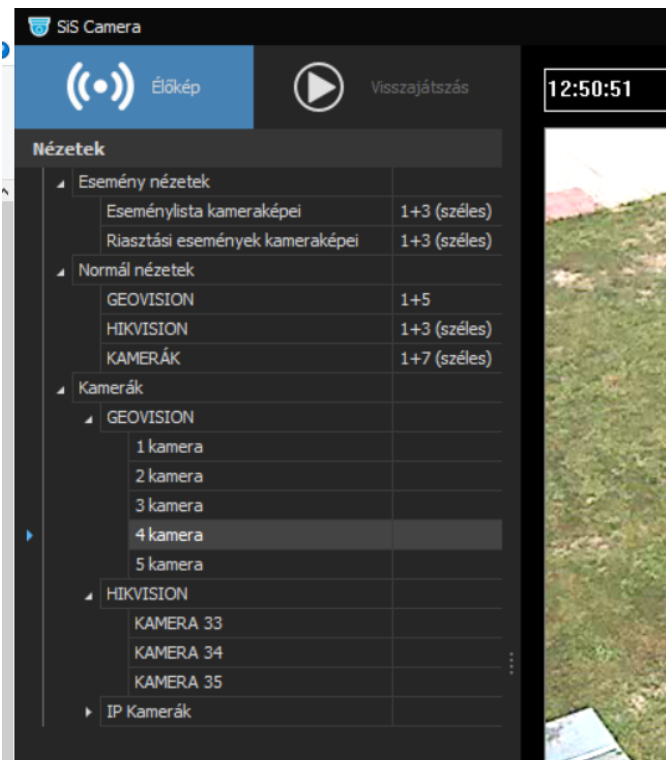 SiS Camera
Élőkép
Visszajátszás
12:50:51
Nézetek
Esemény nézetek
Eseménylista kameraképei 1+3 (széles)
Riasztási események kameraképei 1+3 (széles)
Normál nézetek
GEOVISION 1+5
HIKVISION 1+3 (széles)
KAMERÁK 1+7 (széles)
Kamerák
GEOVISION
1 kamera
2 kamera
3 kamera
4 kamera
5 kamera
HIKVISION
KAMERA 33
KAMERA 34
KAMERA 35
IP Kamerák